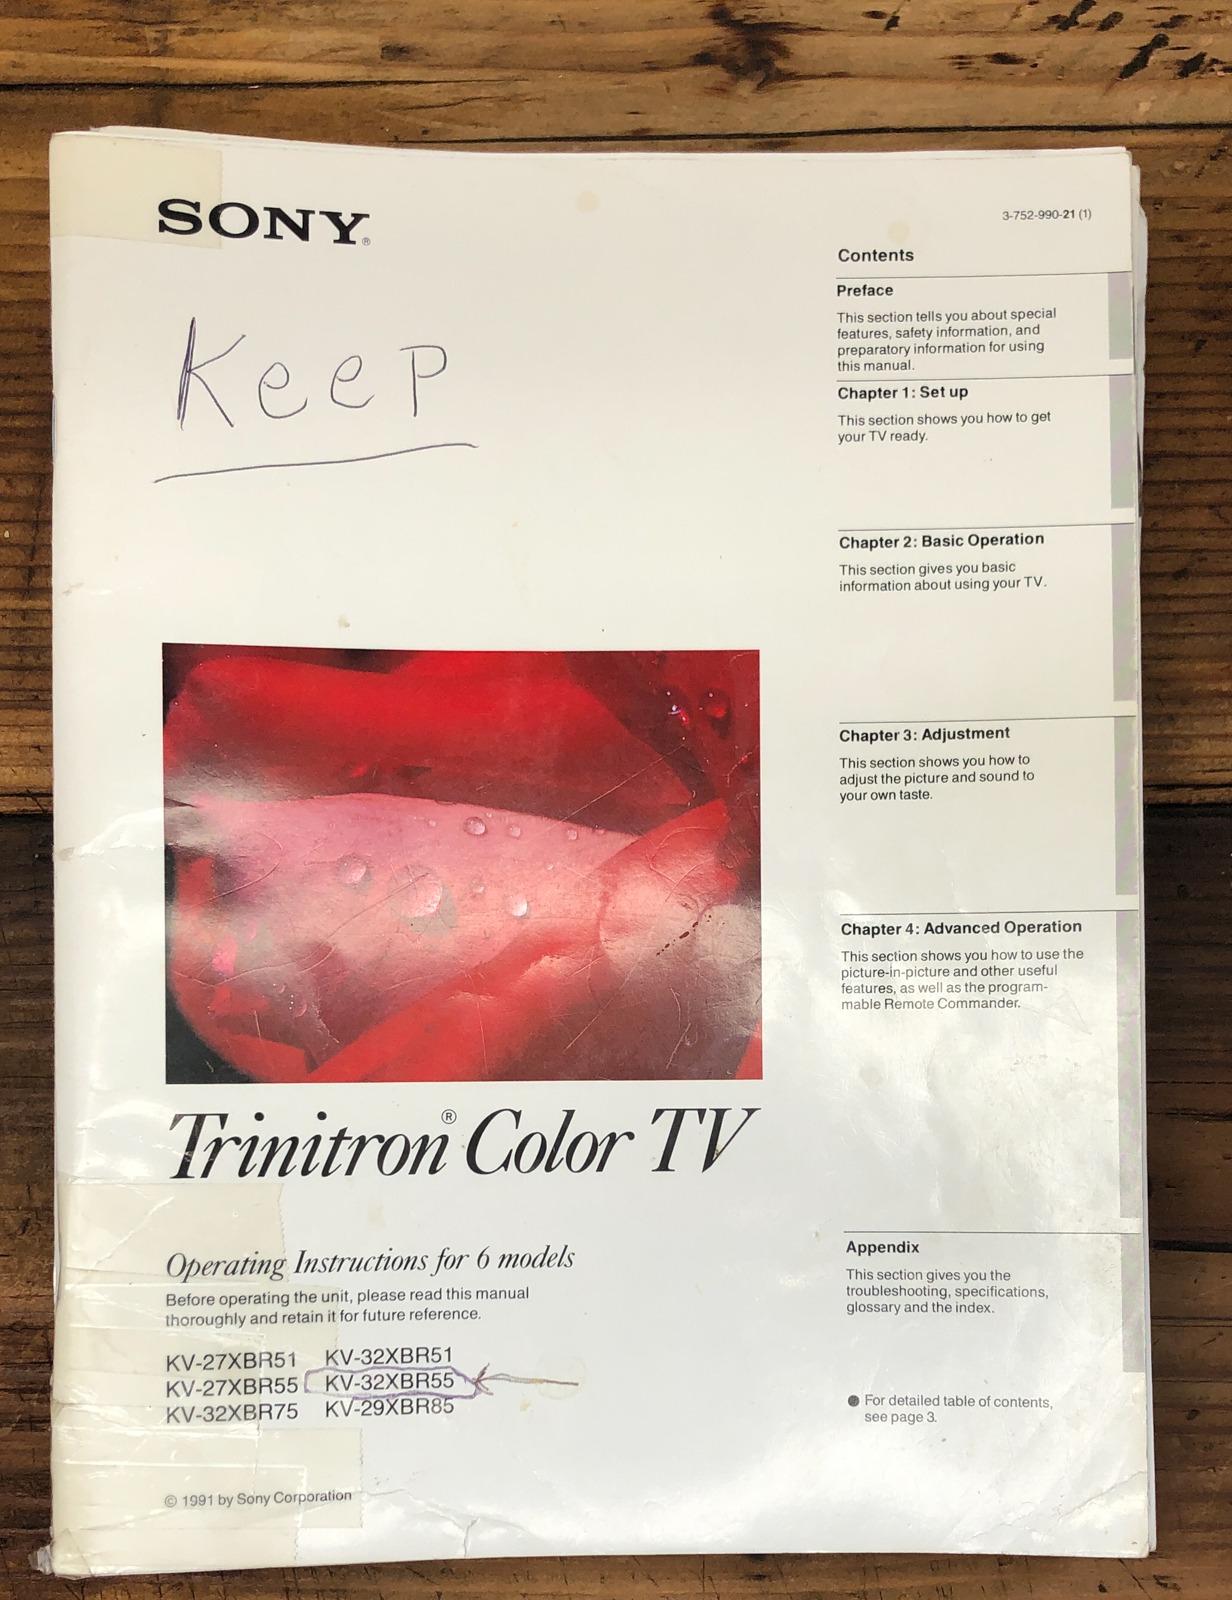 SONY®
Keep
Trinitron® Color TV
Operating Instructions for 6 models
Before operating the unit, please read this manual
thoroughly and retain it for future reference.
KV-27XBR51 KV-32XBR51
KV-27XBR55 KV-32XBR55
KV-32XBR75 KV-29XBR85
© 1991 by Sony Corporation
3-752-990-21 (1)
Contents
Preface
This section tells you about special
features, safety information, and
preparatory information for using
this manual.
Chapter 1: Set up
This section shows you how to get
your TV ready.
Chapter 2: Basic Operation
This section gives you basic
information about using your TV.
Chapter 3: Adjustment
This section shows you how to
adjust the picture and sound to
your own taste.
Chapter 4: Advanced Operation
This section shows you how to use the
picture-in-picture and other useful
features, as well as the program-
mable Remote Commander.
Appendix
This section gives you the
troubleshooting, specifications,
glossary and the index.
● For detailed table of contents,
see page 3.